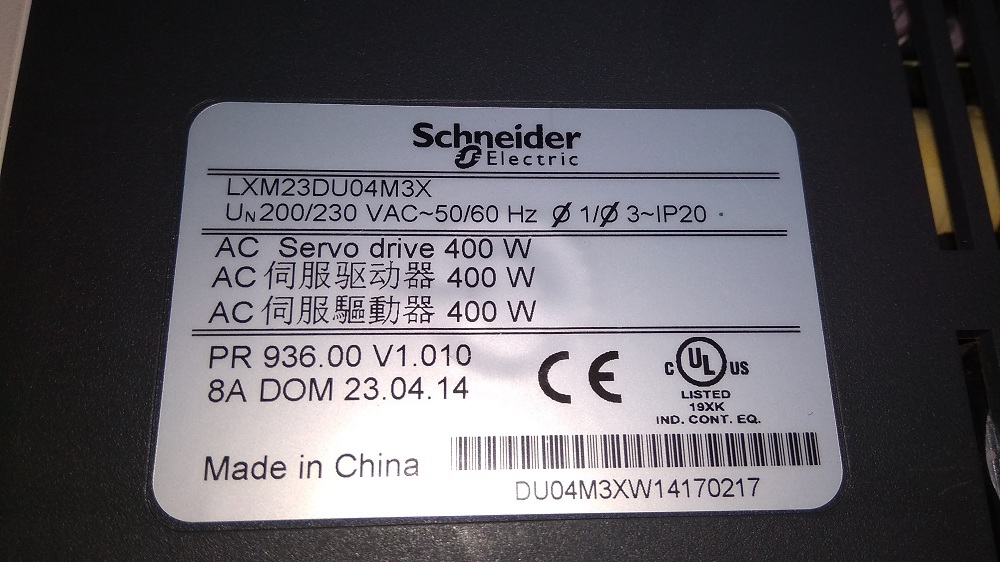 Schneider
Electric
LXM23DU04M3X
UN 200/230 VAC~50/60 Hz Ø 1/Ø 3~IP20
AC Servo drive 400 W
AC 伺服驱动器 400 W
AC 伺服驅動器 400 W
PR 936.00 V1.010
8A DOM 23.04.14
CE
C UL US
LISTED
19XK
IND. CONT. EQ.
Made in China
DU04M3XW14170217